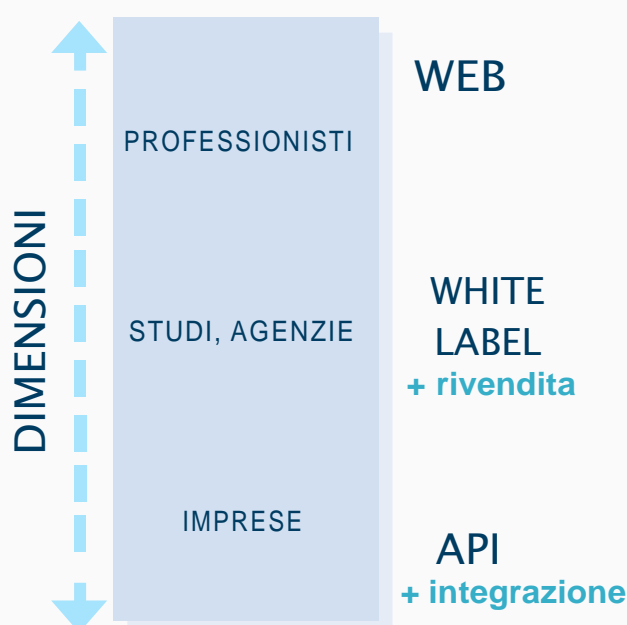 DIMENSIONI
WEB
PROFESSIONISTI
WHITE
LABEL
STUDI, AGENZIE
+ rivendita
IMPRESE
API
+ integrazione